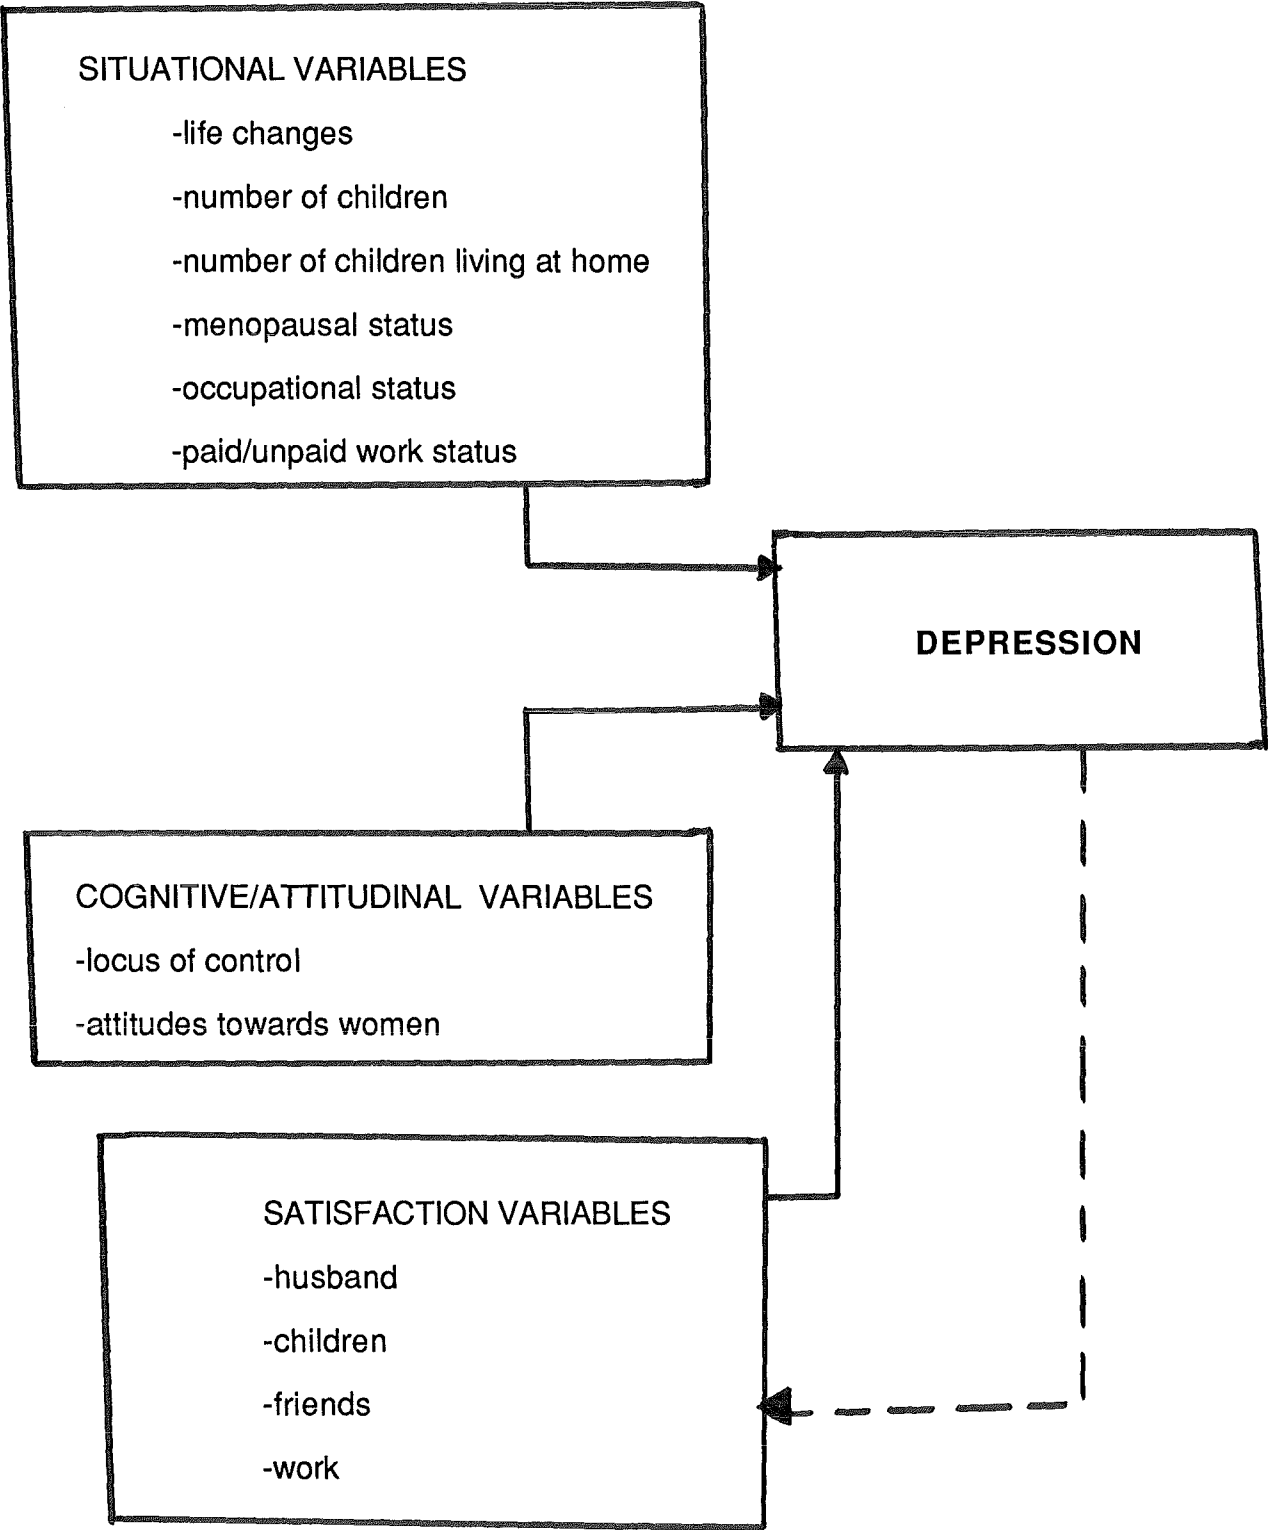 SITUATIONAL VARIABLES
-life changes
-number of children
-number of children living at home
-menopausal status
-occupational status
-paid/unpaid work status
DEPRESSION
COGNITIVE/ATTITUDINAL VARIABLES
-locus of control
-attitudes towards women
SATISFACTION VARIABLES
-husband
-children
-friends
-work